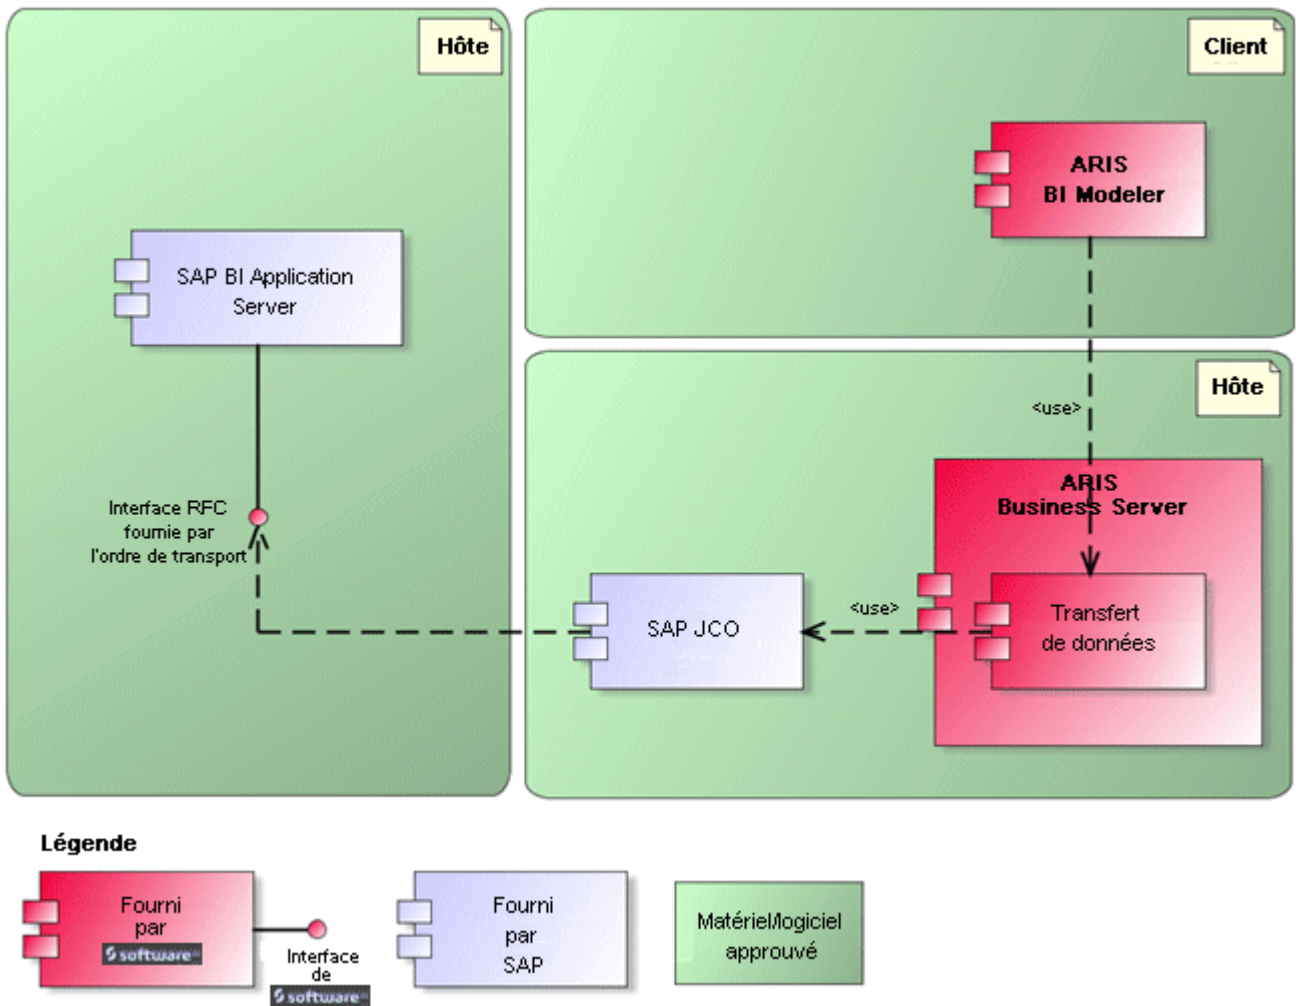 Hôte
Client
ARIS
BI Modeler
SAP BI Application
Server
Hôte
<use>
ARIS
Business Server
Interface RFC
fournie par
l'ordre de transport
SAP JCO
<use>
Transfert
de données
Légende
Fourni
par
software
Interface
de
software
Fourni
par
SAP
Matériel/logiciel
approuvé